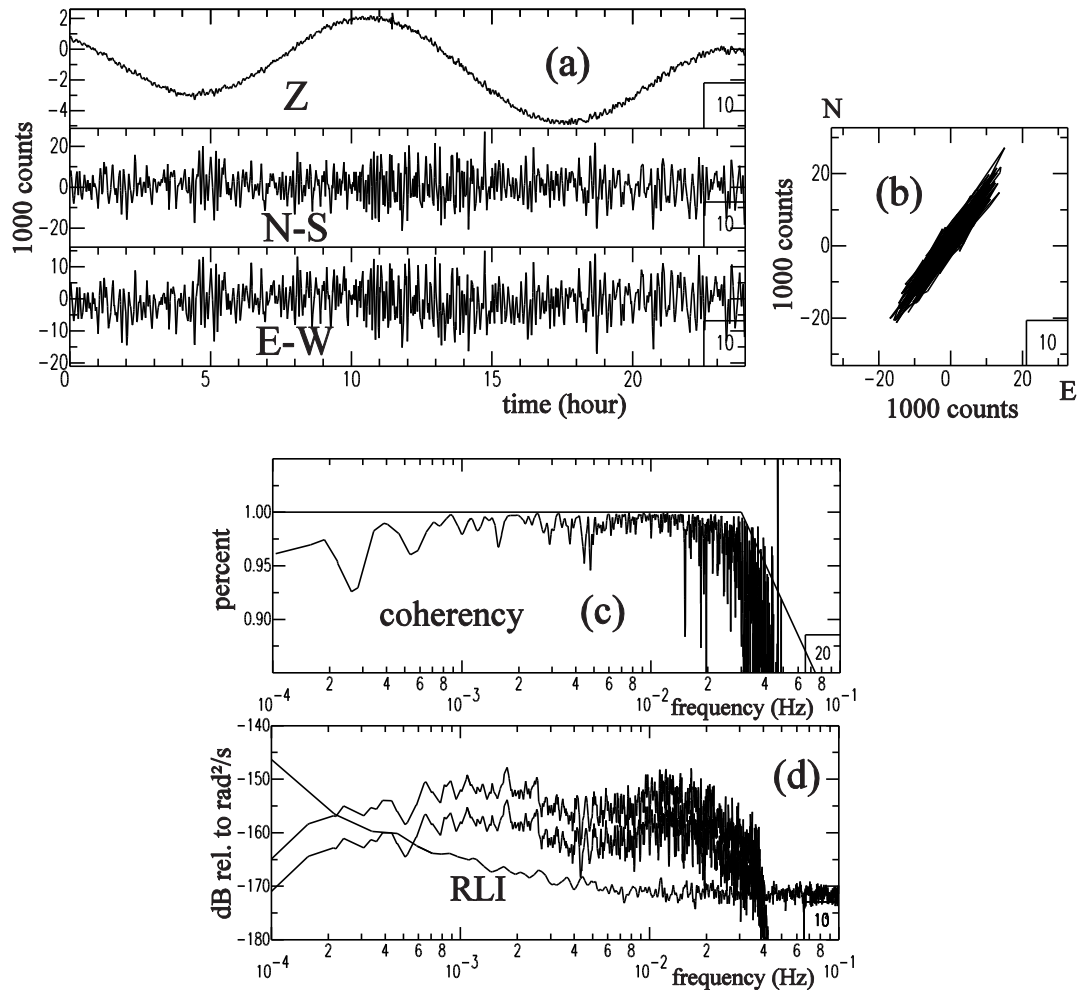 2
0
-2
-4
Z
(a)
10
1000 counts
20
0
-20
N-S
10
10
0
-10
-20
E-W
10
0
5
10
15
20
time (hour)
N
20
0
-20
(b)
10
1000 counts
-20
0
20
E
1000 counts
1.00
0.95
0.90
percent
coherency
(c)
20
10⁻⁴ 2 4 6 8 10⁻³ 2 4 6 8 10⁻² 2 4 6 8 10⁻¹
frequency (Hz)
-140
-150
-160
-170
-180
dB rel. to rad²/s
(d)
RLI
10⁻⁴ 2 4 6 8 10⁻³ 2 4 6 8 10⁻² 2 4 6 8 10⁻¹
frequency (Hz)